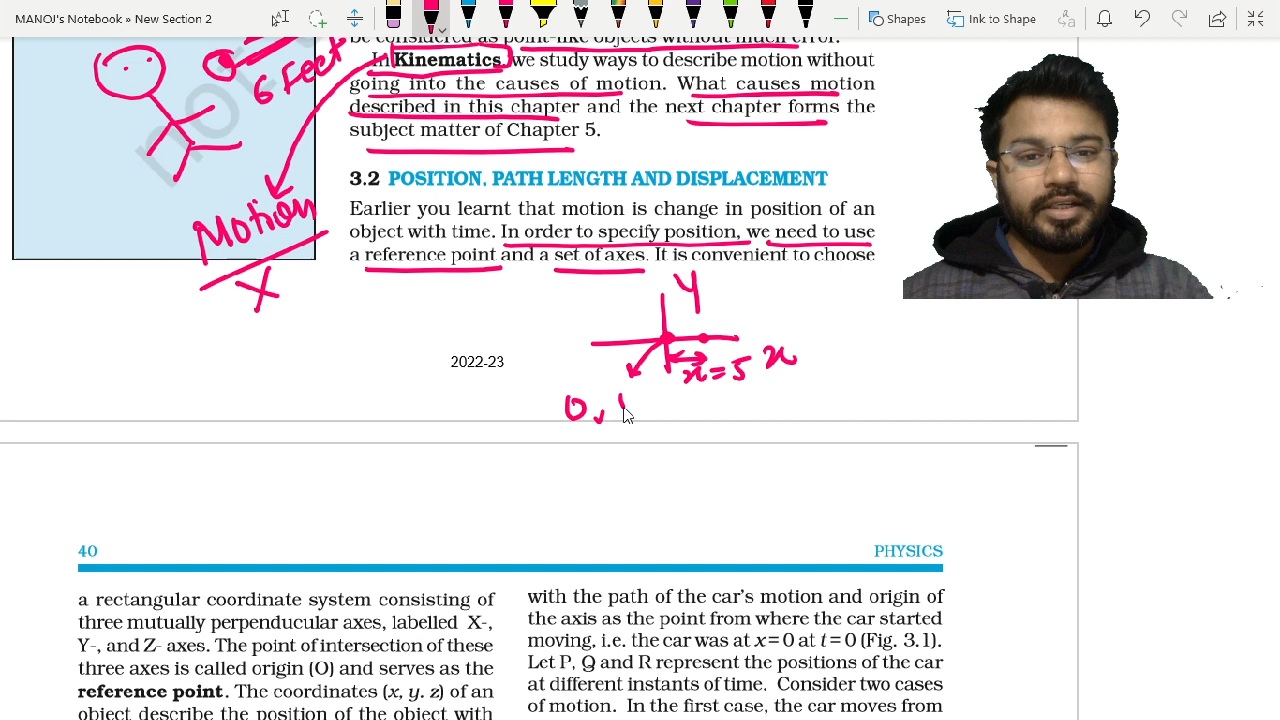 MANOJ's Notebook » New Section 2
Shapes
Ink to Shape
be considered as point-like objects without much error.
In Kinematics, we study ways to describe motion without
going into the causes of motion. What causes motion
described in this chapter and the next chapter forms the
subject matter of Chapter 5.
6 Feet
not
Motion
X
3.2 POSITION, PATH LENGTH AND DISPLACEMENT
Earlier you learnt that motion is change in position of an
object with time. In order to specify position, we need to use
a reference point and a set of axes. It is convenient to choose
y
x = 5
x
0,
2022-23
40
PHYSICS
a rectangular coordinate system consisting of
three mutually perpenducular axes, labelled X-,
Y-, and Z- axes. The point of intersection of these
three axes is called origin (O) and serves as the
reference point. The coordinates (x, y. z) of an
object describe the position of the object with
with the path of the car's motion and origin of
the axis as the point from where the car started
moving, i.e. the car was at x=0 at t=0 (Fig. 3.1).
Let P, Q and R represent the positions of the car
at different instants of time. Consider two cases
of motion. In the first case, the car moves from